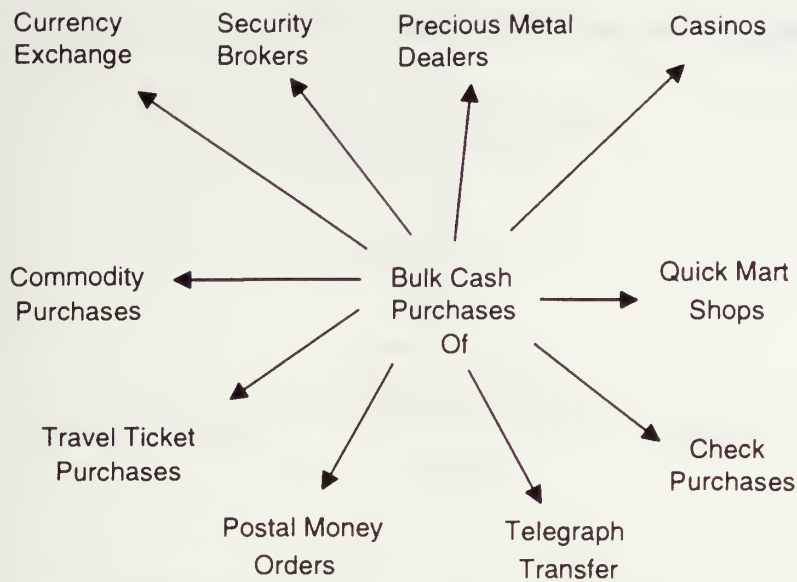 Currency
Exchange
Security
Brokers
Precious Metal
Dealers
Casinos
Commodity
Purchases
Bulk Cash
Purchases
Of
Quick Mart
Shops
Travel Ticket
Purchases
Check
Purchases
Postal Money
Orders
Telegraph
Transfer